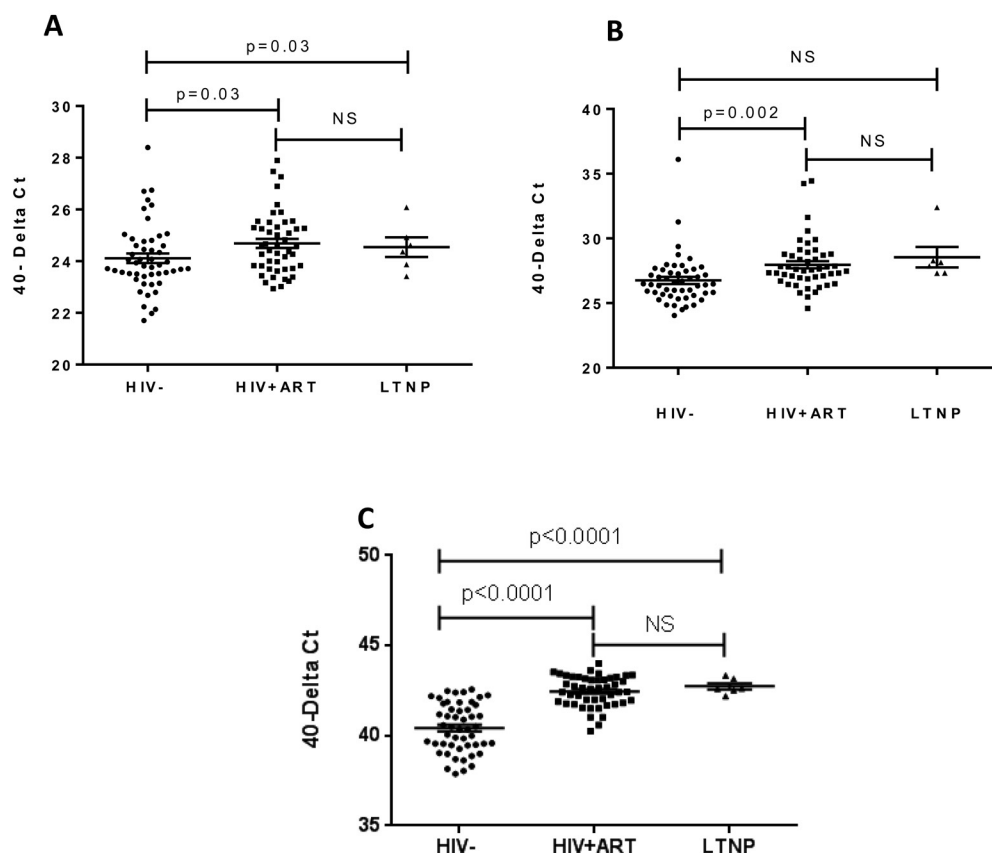 A
p=0.03
p=0.03
NS
40- Delta Ct
30
28
26
24
22
20
HIV-
HIV+ART
LTNP
B
NS
p=0.002
NS
40-Delta Ct
40
35
30
25
20
HIV-
HIV+ART
LTNP
C
p<0.0001
p<0.0001
NS
40-Delta Ct
50
45
40
35
HIV-
HIV+ART
LTNP